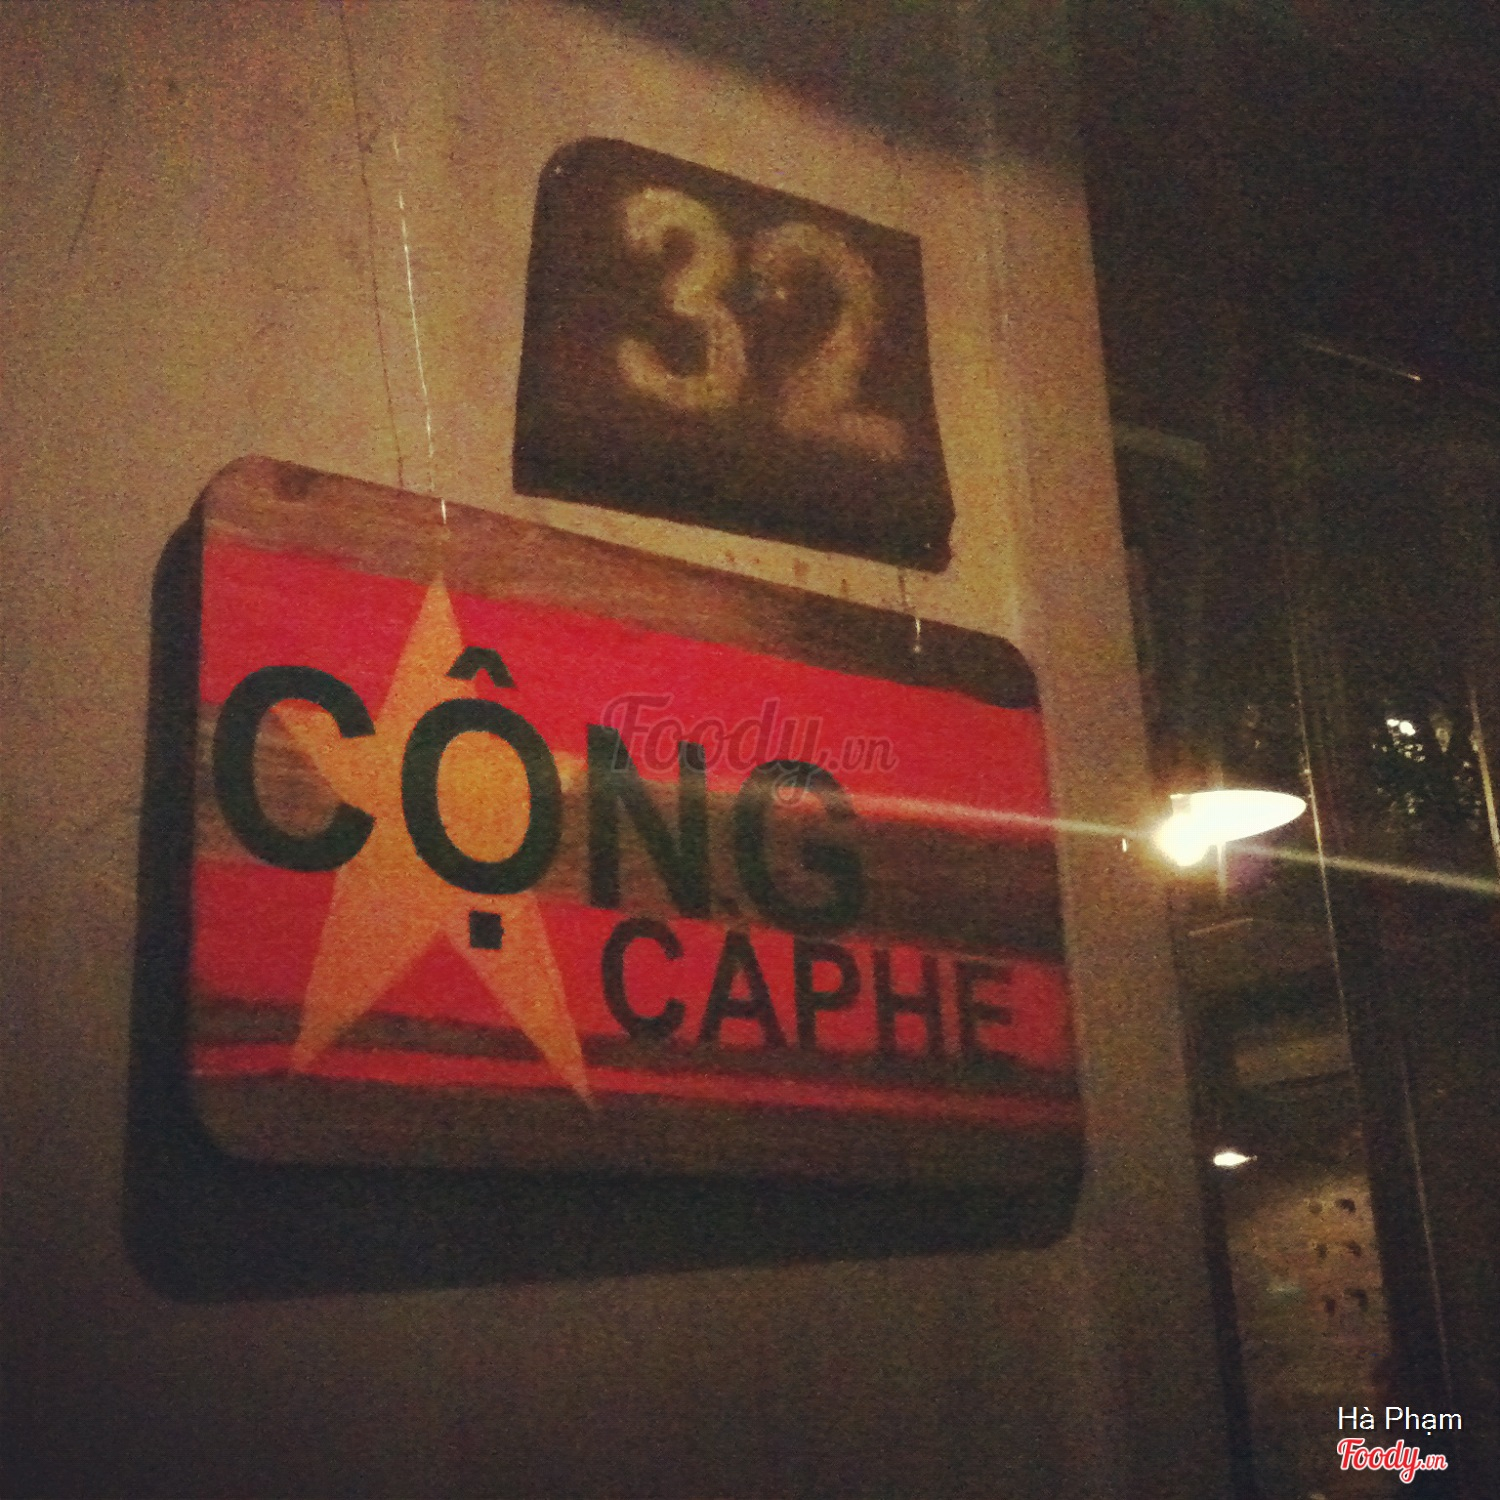 32
CỘNG
CAPHE
Foody.vn
Hà Phạm
Foody.vn